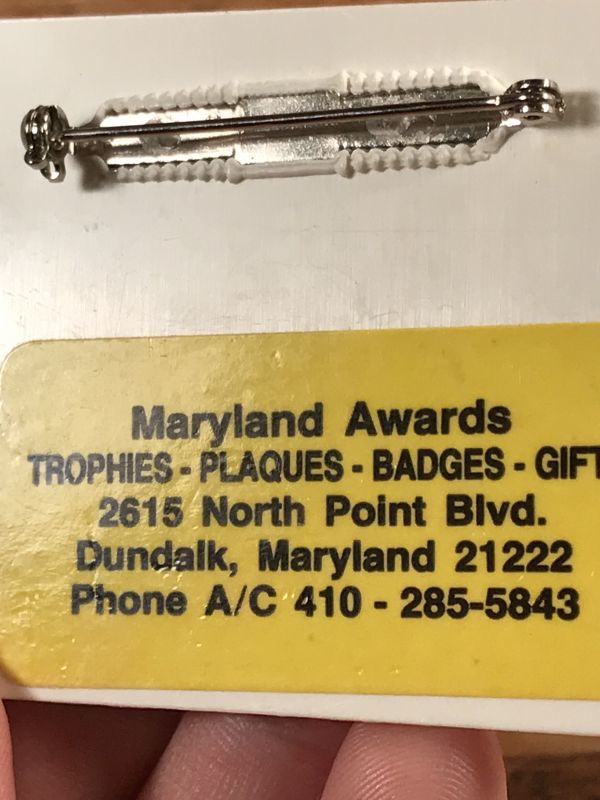 Maryland Awards
TROPHIES - PLAQUES - BADGES - GIFT
2615 North Point Blvd.
Dundalk, Maryland 21222
Phone A/C 410 - 285-5843